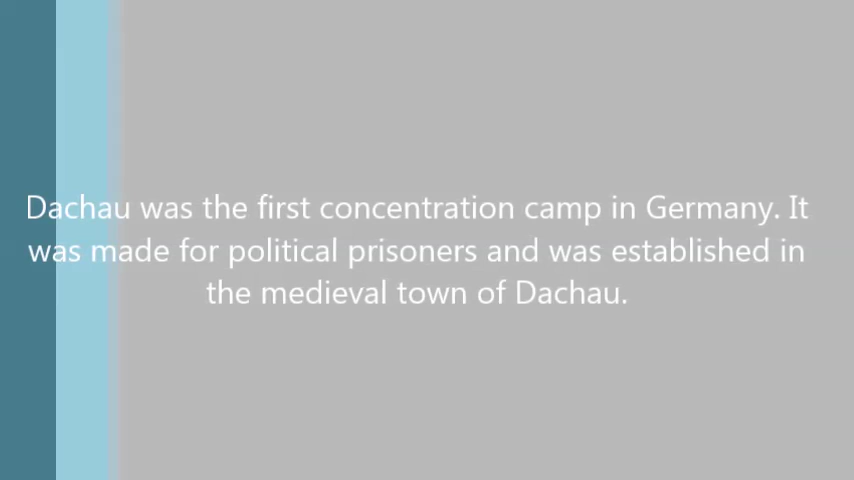 Dachau was the first concentration camp in Germany. It
was made for political prisoners and was established in
the medieval town of Dachau.